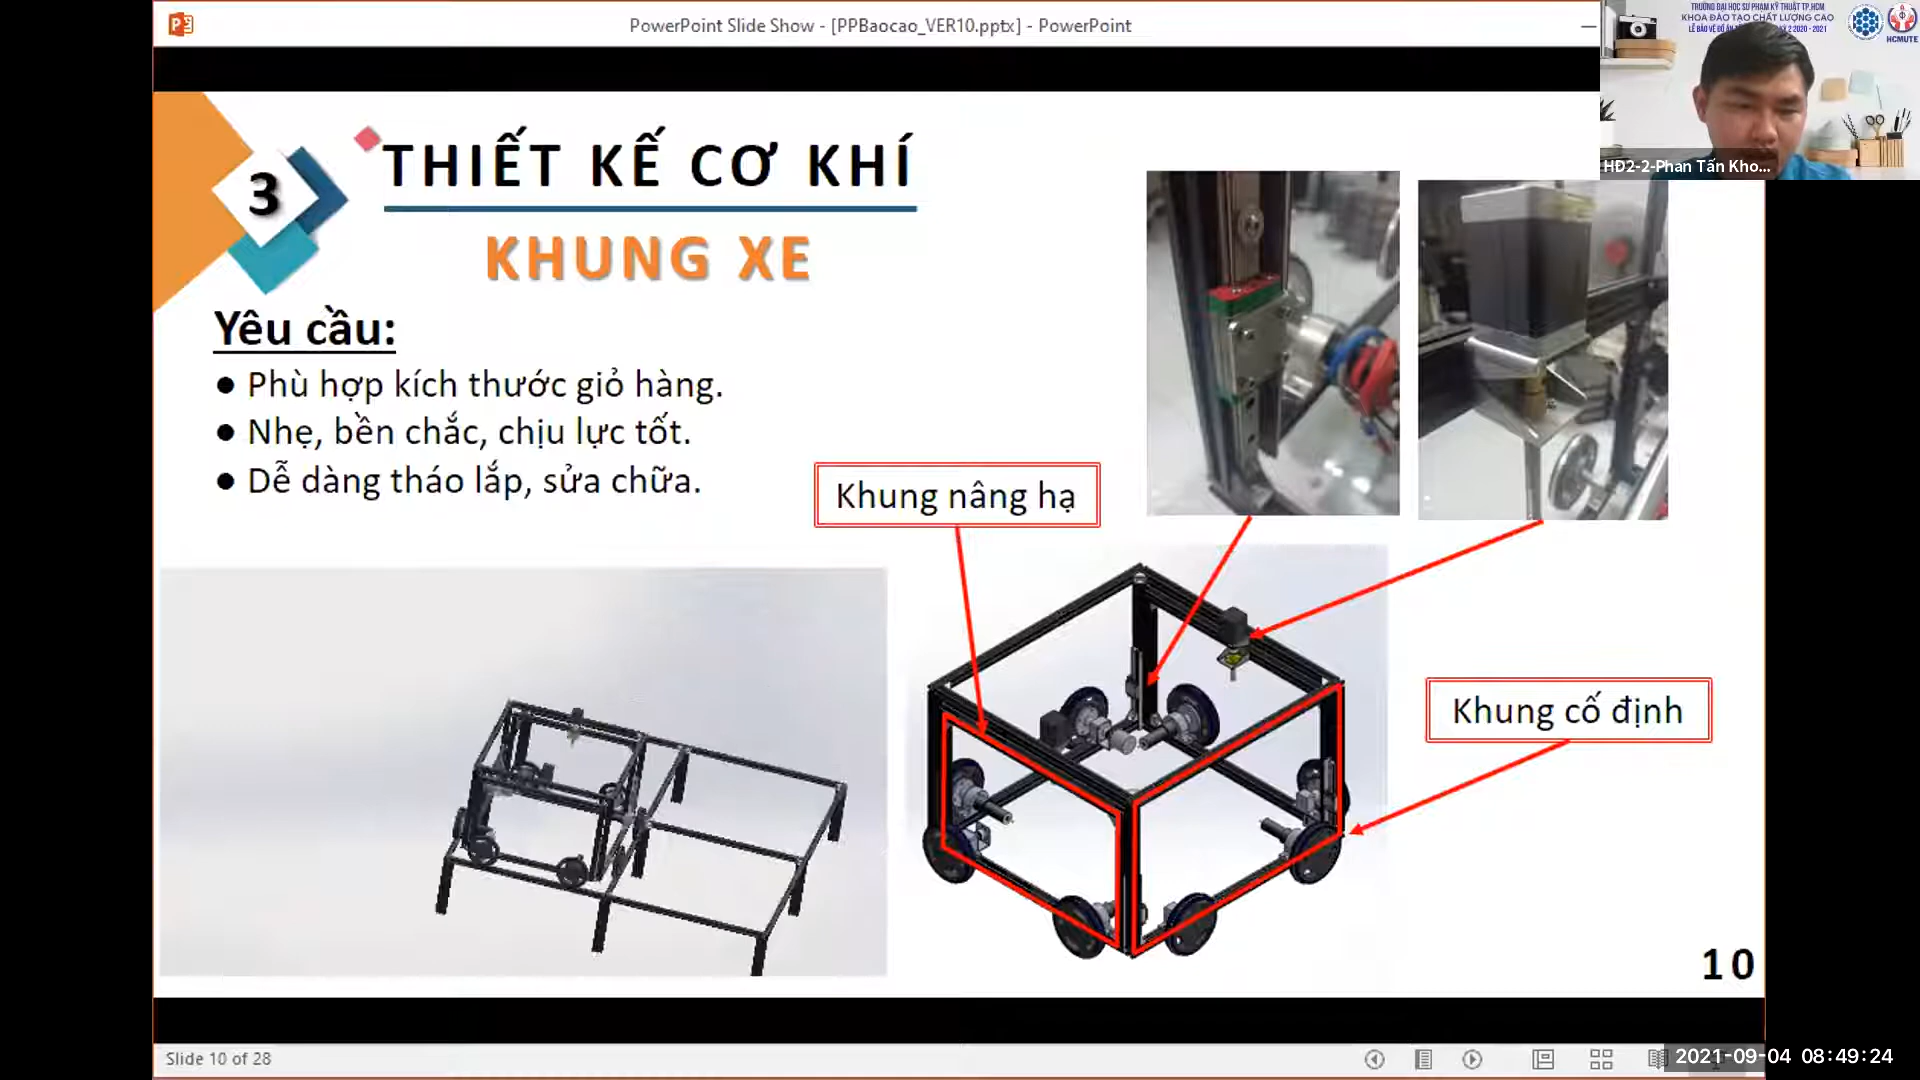 PowerPoint Slide Show - [PPBaocao_VER10.pptx] - PowerPoint
TRƯỜNG ĐẠI HỌC SƯ PHẠM KỸ THUẬT TP.HCM
KHOA ĐÀO TẠO CHẤT LƯỢNG CAO
LỄ BẢO VỆ ĐỒ ÁN
2 2020 - 2021
HCMUTE
HĐ2-2-Phan Tấn Kho...
3
THIẾT KẾ CƠ KHÍ
KHUNG XE
Yêu cầu:
● Phù hợp kích thước giỏ hàng.
● Nhẹ, bền chắc, chịu lực tốt.
● Dễ dàng tháo lắp, sửa chữa.
Khung nâng hạ
Khung cố định
10
Slide 10 of 28
2021-09-04 08:49:24